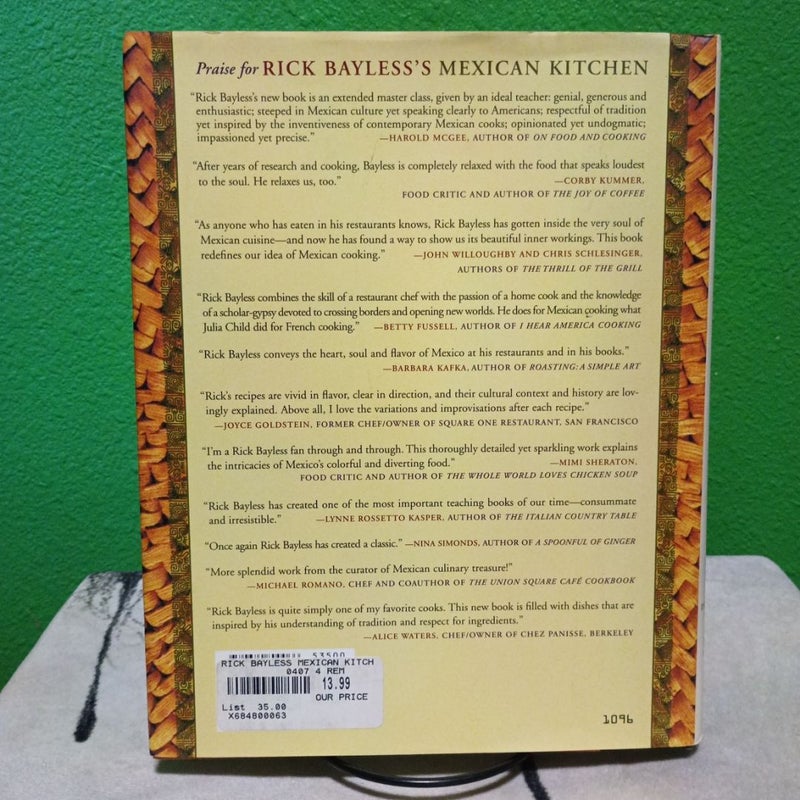 Praise for RICK BAYLESS'S MEXICAN KITCHEN
“Rick Bayless's new book is an extended master class, given by an ideal teacher: genial, generous and
enthusiastic; steeped in Mexican culture yet speaking clearly to Americans; respectful of tradition
yet inspired by the inventiveness of contemporary Mexican cooks; opinionated yet undogmatic;
impassioned yet precise.” —HAROLD MCGEE, AUTHOR OF ON FOOD AND COOKING
“After years of research and cooking, Bayless is completely relaxed with the food that speaks loudest
to the soul. He relaxes us, too.” —CORBY KUMMER,
FOOD CRITIC AND AUTHOR OF THE JOY OF COFFEE
“As anyone who has eaten in his restaurants knows, Rick Bayless has gotten inside the very soul of
Mexican cuisine—and now he has found a way to show us its beautiful inner workings. This book
redefines our idea of Mexican cooking.” —JOHN WILLOUGHBY AND CHRIS SCHLESINGER,
AUTHORS OF THE THRILL OF THE GRILL
“Rick Bayless combines the skill of a restaurant chef with the passion of a home cook and the knowledge
of a scholar-gypsy devoted to crossing borders and opening new worlds. He does for Mexican cooking what
Julia Child did for French cooking.” —BETTY FUSSELL, AUTHOR OF I HEAR AMERICA COOKING
“Rick Bayless conveys the heart, soul and flavor of Mexico at his restaurants and in his books.”
—BARBARA KAFKA, AUTHOR OF ROASTING: A SIMPLE ART
“Rick's recipes are vivid in flavor, clear in direction, and their cultural context and history are lov-
ingly explained. Above all, I love the variations and improvisations after each recipe.”
—JOYCE GOLDSTEIN, FORMER CHEF/OWNER OF SQUARE ONE RESTAURANT, SAN FRANCISCO
“I'm a Rick Bayless fan through and through. This thoroughly detailed yet sparkling work explains
the intricacies of Mexico's colorful and diverting food.” —MIMI SHERATON,
FOOD CRITIC AND AUTHOR OF THE WHOLE WORLD LOVES CHICKEN SOUP
“Rick Bayless has created one of the most important teaching books of our time—consummate
and irresistible.” —LYNNE ROSSETTO KASPER, AUTHOR OF THE ITALIAN COUNTRY TABLE
“Once again Rick Bayless has created a classic.” —NINA SIMONDS, AUTHOR OF A SPOONFUL OF GINGER
“More splendid work from the curator of Mexican culinary treasure!”
—MICHAEL ROMANO, CHEF AND COAUTHOR OF THE UNION SQUARE CAFÉ COOKBOOK
“Rick Bayless is quite simply one of my favorite cooks. This new book is filled with dishes that are
inspired by his understanding of tradition and respect for ingredients.”
—ALICE WATERS, CHEF/OWNER OF CHEZ PANISSE, BERKELEY
53500
RICK BAYLESS MEXICAN KITCH
0407 4 REM
13.99
OUR PRICE
List 35.00
X684800063
1096